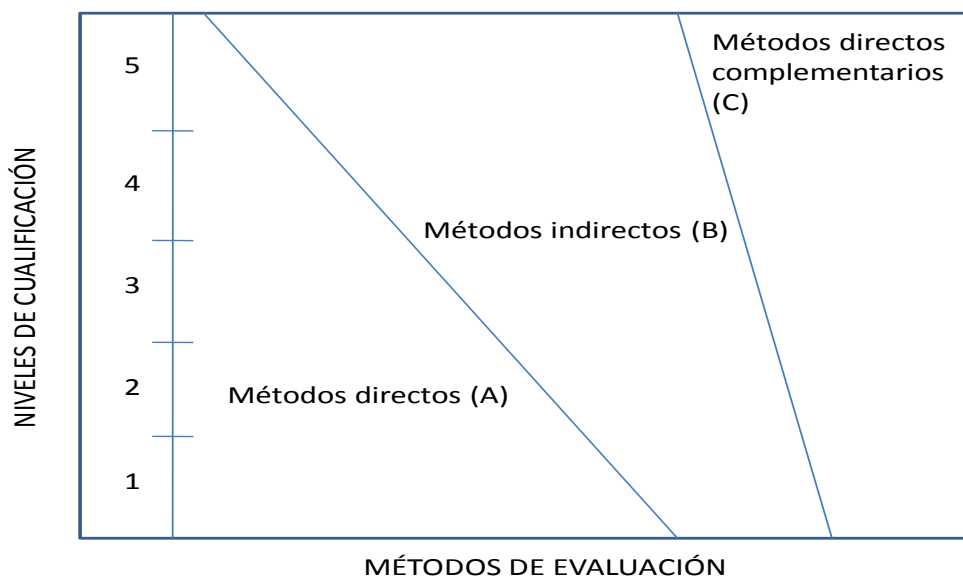 NIVELES DE CUALIFICACIÓN
5
4
3
2
1
Métodos directos
complementarios
(C)
Métodos indirectos (B)
Métodos directos (A)
MÉTODOS DE EVALUACIÓN